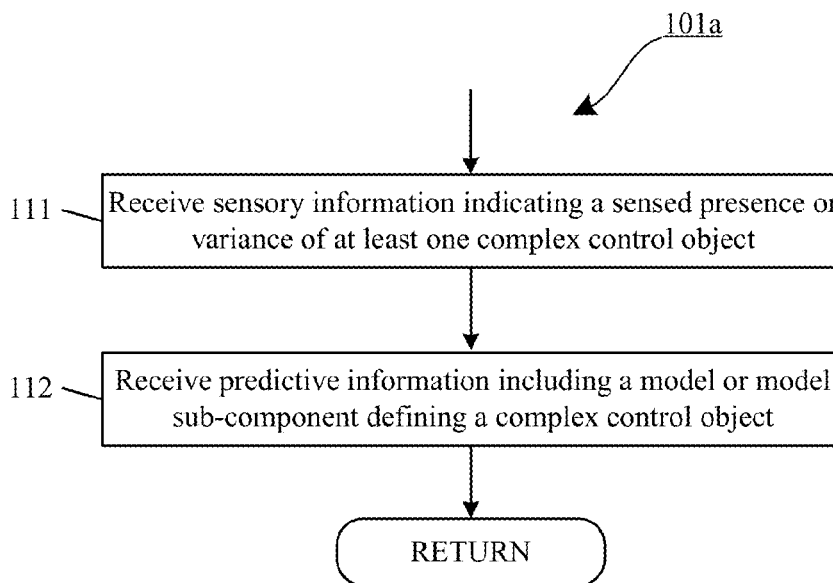 101a
111
Receive sensory information indicating a sensed presence or
variance of at least one complex control object
112
Receive predictive information including a model or model
sub-component defining a complex control object
RETURN